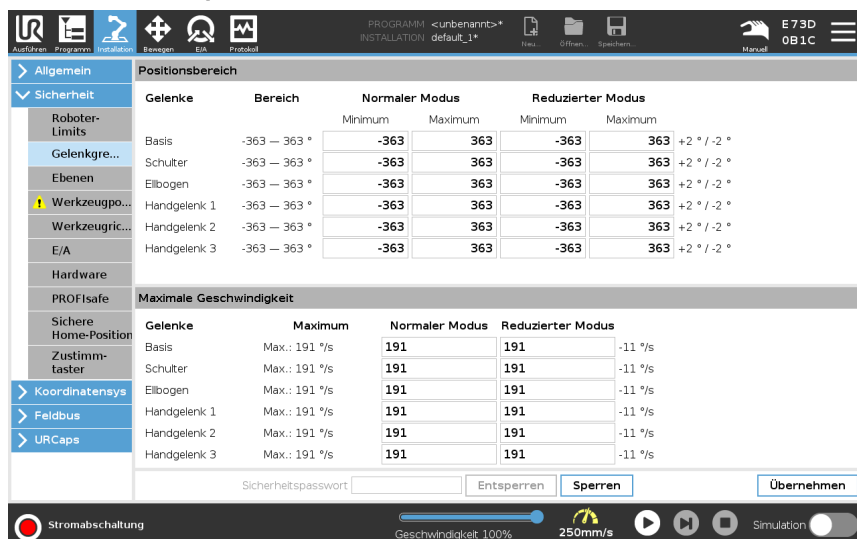 UR
PROGRAMM <unbenannt>*
INSTALLATION default_1*
Ausführen Programm Installation Bewegen E/A Protokoll Neu... Öffnen... Speichern... Manuell
E73D
0B1C
Allgemein
Sicherheit
Roboter-
Limits
Gelenkgre...
Ebenen
Werkzeugpo...
Werkzeugric...
E/A
Hardware
PROFIsafe
Sichere
Home-Position
Zustimm-
taster
Koordinatensys
Feldbus
URCaps
Positionsbereich
Gelenke Bereich Normaler Modus Reduzierter Modus
Minimum Maximum Minimum Maximum
Basis -363 — 363 ° -363 363 -363 363 +2 ° / -2 °
Schulter -363 — 363 ° -363 363 -363 363 +2 ° / -2 °
Ellbogen -363 — 363 ° -363 363 -363 363 +2 ° / -2 °
Handgelenk 1 -363 — 363 ° -363 363 -363 363 +2 ° / -2 °
Handgelenk 2 -363 — 363 ° -363 363 -363 363 +2 ° / -2 °
Handgelenk 3 -363 — 363 ° -363 363 -363 363 +2 ° / -2 °
Maximale Geschwindigkeit
Gelenke Maximum Normaler Modus Reduzierter Modus
Basis Max.: 191 °/s 191 191 -11 °/s
Schulter Max.: 191 °/s 191 191 -11 °/s
Ellbogen Max.: 191 °/s 191 191 -11 °/s
Handgelenk 1 Max.: 191 °/s 191 191 -11 °/s
Handgelenk 2 Max.: 191 °/s 191 191 -11 °/s
Handgelenk 3 Max.: 191 °/s 191 191 -11 °/s
Sicherheitspasswort Entsperren Sperren Übernehmen
Stromabschaltung
Geschwindigkeit 100%
250mm/s
Simulation